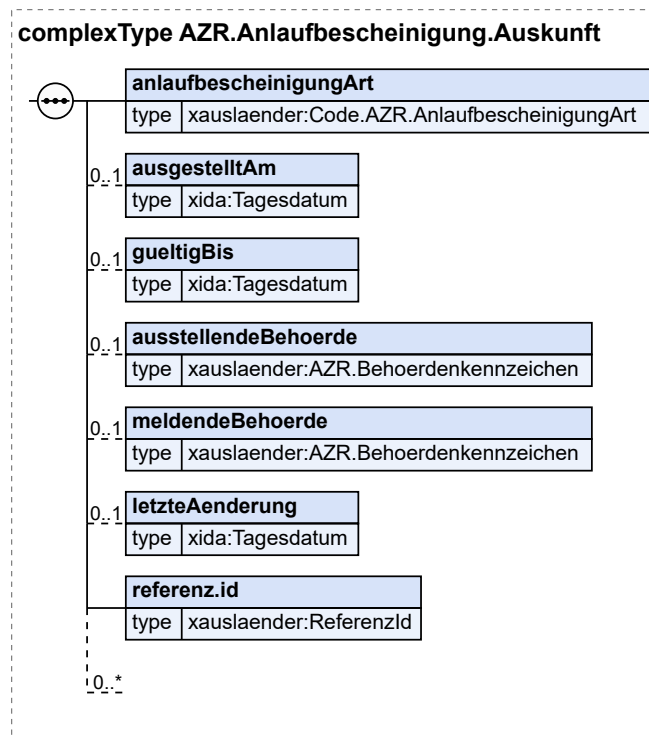 complexType AZR.Anlaufbescheinigung.Auskunft
anlaufbescheinigungArt
type xauslaender:Code.AZR.AnlaufbescheinigungArt
0..1 ausgestelltAm
type xida:Tagesdatum
0..1 gueltigBis
type xida:Tagesdatum
0..1 ausstellendeBehoerde
type xauslaender:AZR.Behoerdenkennzeichen
0..1 meldendeBehoerde
type xauslaender:AZR.Behoerdenkennzeichen
0..1 letzteAenderung
type xida:Tagesdatum
referenz.id
type xauslaender:ReferenzId
0..*